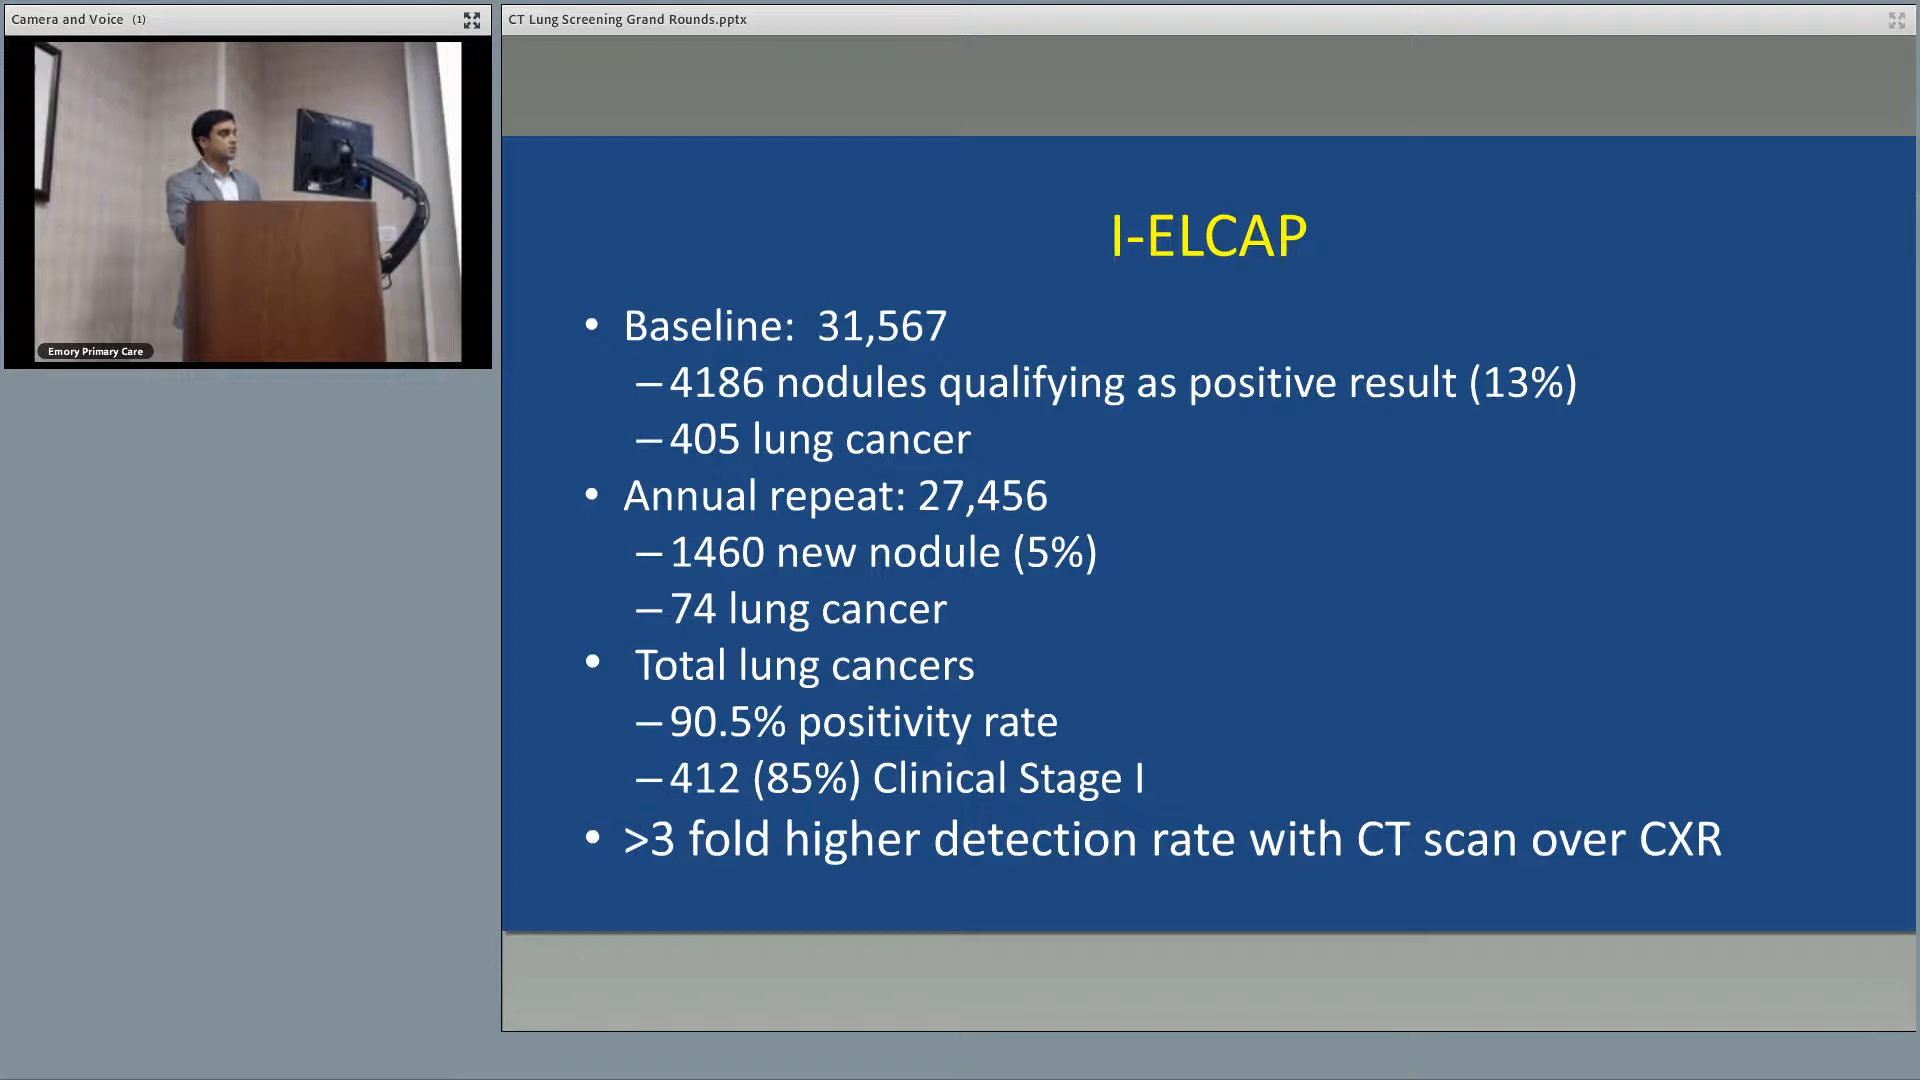 Camera and Voice (1)
Emory Primary Care
CT Lung Screening Grand Rounds.pptx
I-ELCAP
• Baseline: 31,567
–4186 nodules qualifying as positive result (13%)
–405 lung cancer
• Annual repeat: 27,456
–1460 new nodule (5%)
–74 lung cancer
• Total lung cancers
–90.5% positivity rate
–412 (85%) Clinical Stage I
• >3 fold higher detection rate with CT scan over CXR